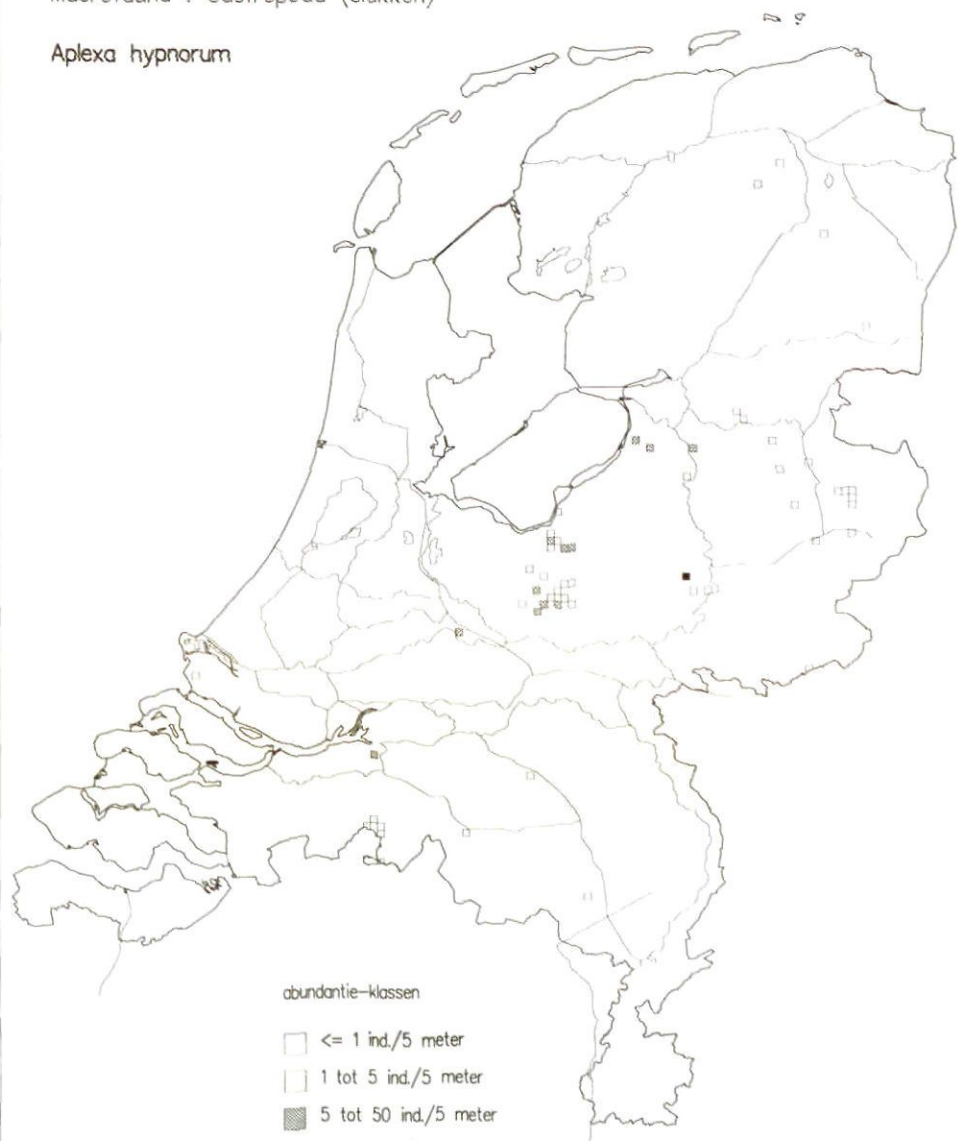 Aplexa hypnorum
abundantie-klassen
<= 1 ind./5 meter
1 tot 5 ind./5 meter
5 tot 50 ind./5 meter